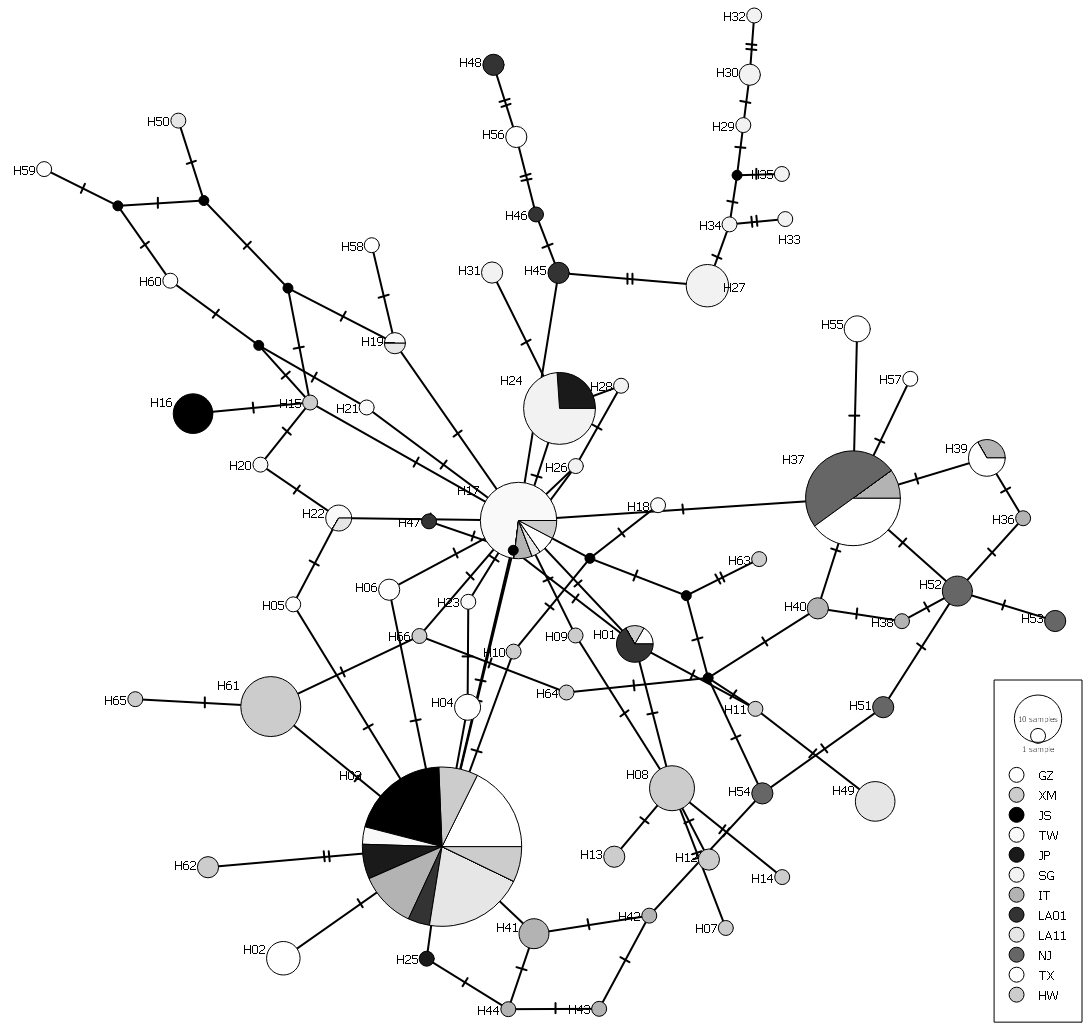 H32
H48
H30
H50
H29
H56
H59
H35
H46
H34
H33
H58
H31
H45
H60
H27
H55
H19
H24
H28
H57
H16
H15
H21
H39
H37
H20
H26
H17
H18
H22
H47
H36
H63
H52
H06
H05
H23
H40
H38
H53
H66
H09
H01
H10
H61
H64
H65
H04
H11
H51
H03
H08
H54
H49
H13
H12
H62
H14
H42
H41
H07
H02
H25
H44
H43
10 samples
1 sample
GZ
XM
JS
TW
JP
SG
IT
LA01
LA11
NJ
TX
HW